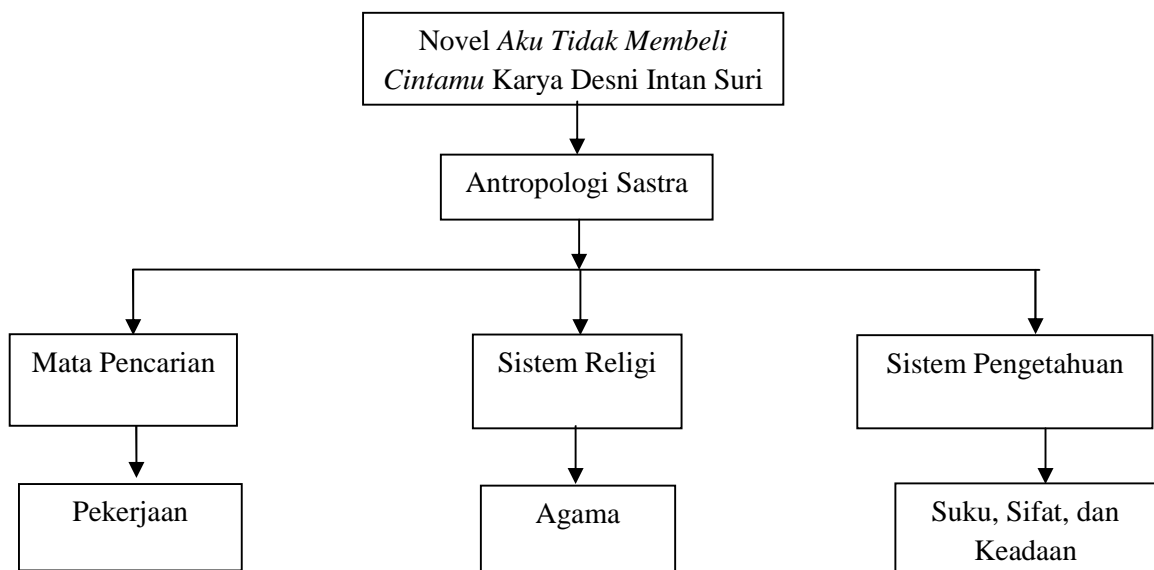 Novel Aku Tidak Membeli
Cintamu Karya Desni Intan Suri
Antropologi Sastra
Mata Pencarian
Sistem Religi
Sistem Pengetahuan
Pekerjaan
Agama
Suku, Sifat, dan
Keadaan